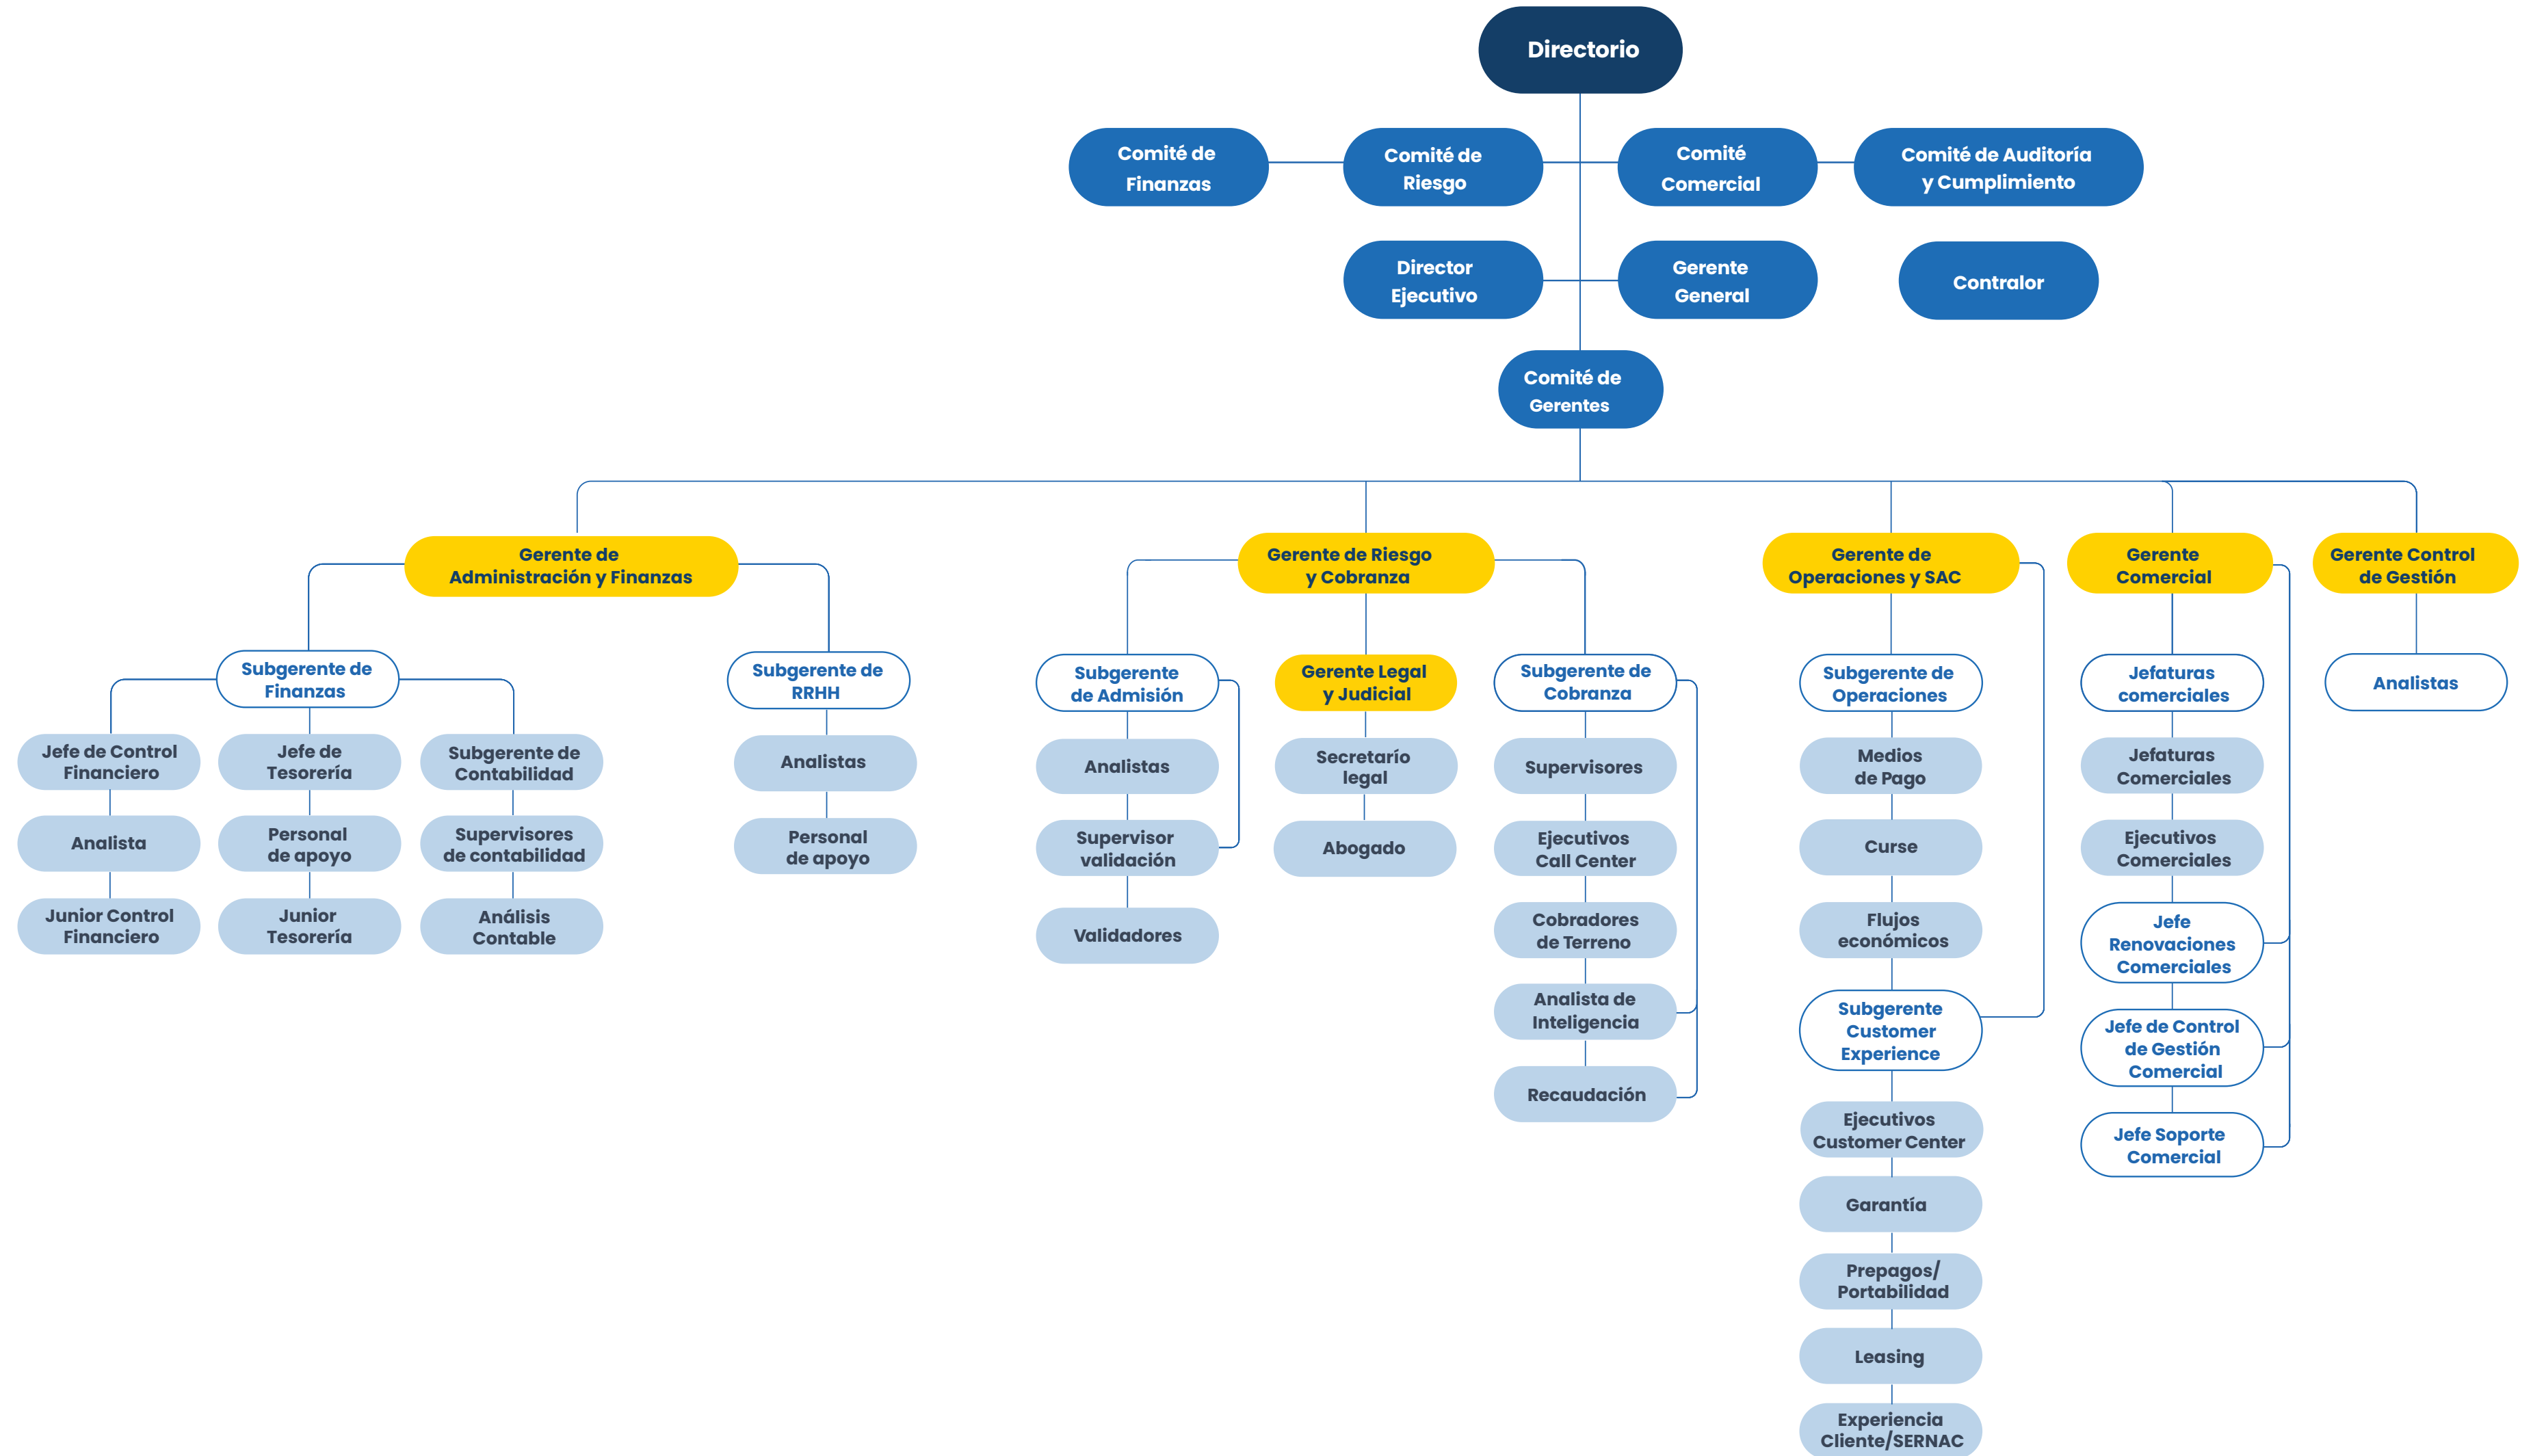 Directorio
Comité de
Finanzas
Comité de
Riesgo
Comité
Comercial
Comité de Auditoría
y Cumplimiento
Director
Ejecutivo
Gerente
General
Contralor
Comité de
Gerentes
Gerente de
Administración y Finanzas
Gerente de Riesgo
y Cobranza
Gerente de
Operaciones y SAC
Gerente
Comercial
Gerente Control
de Gestión
Subgerente de
Finanzas
Subgerente de
RRHH
Subgerente
de Admisión
Gerente Legal
y Judicial
Subgerente de
Cobranza
Subgerente de
Operaciones
Jefaturas
comerciales
Analistas
Jefe de Control
Financiero
Jefe de
Tesorería
Subgerente de
Contabilidad
Analistas
Analistas
Secretarío
legal
Supervisores
Medios
de Pago
Jefaturas
Comerciales
Analista
Personal
de apoyo
Supervisores
de contabilidad
Personal
de apoyo
Supervisor
validación
Abogado
Ejecutivos
Call Center
Curse
Ejecutivos
Comerciales
Junior Control
Financiero
Junior
Tesorería
Análisis
Contable
Validadores
Cobradores
de Terreno
Flujos
económicos
Jefe
Renovaciones
Comerciales
Analista de
Inteligencia
Subgerente
Customer
Experience
Jefe de Control
de Gestión
Comercial
Recaudación
Ejecutivos
Customer Center
Jefe Soporte
Comercial
Garantía
Prepagos/
Portabilidad
Leasing
Experiencia
Cliente/SERNAC